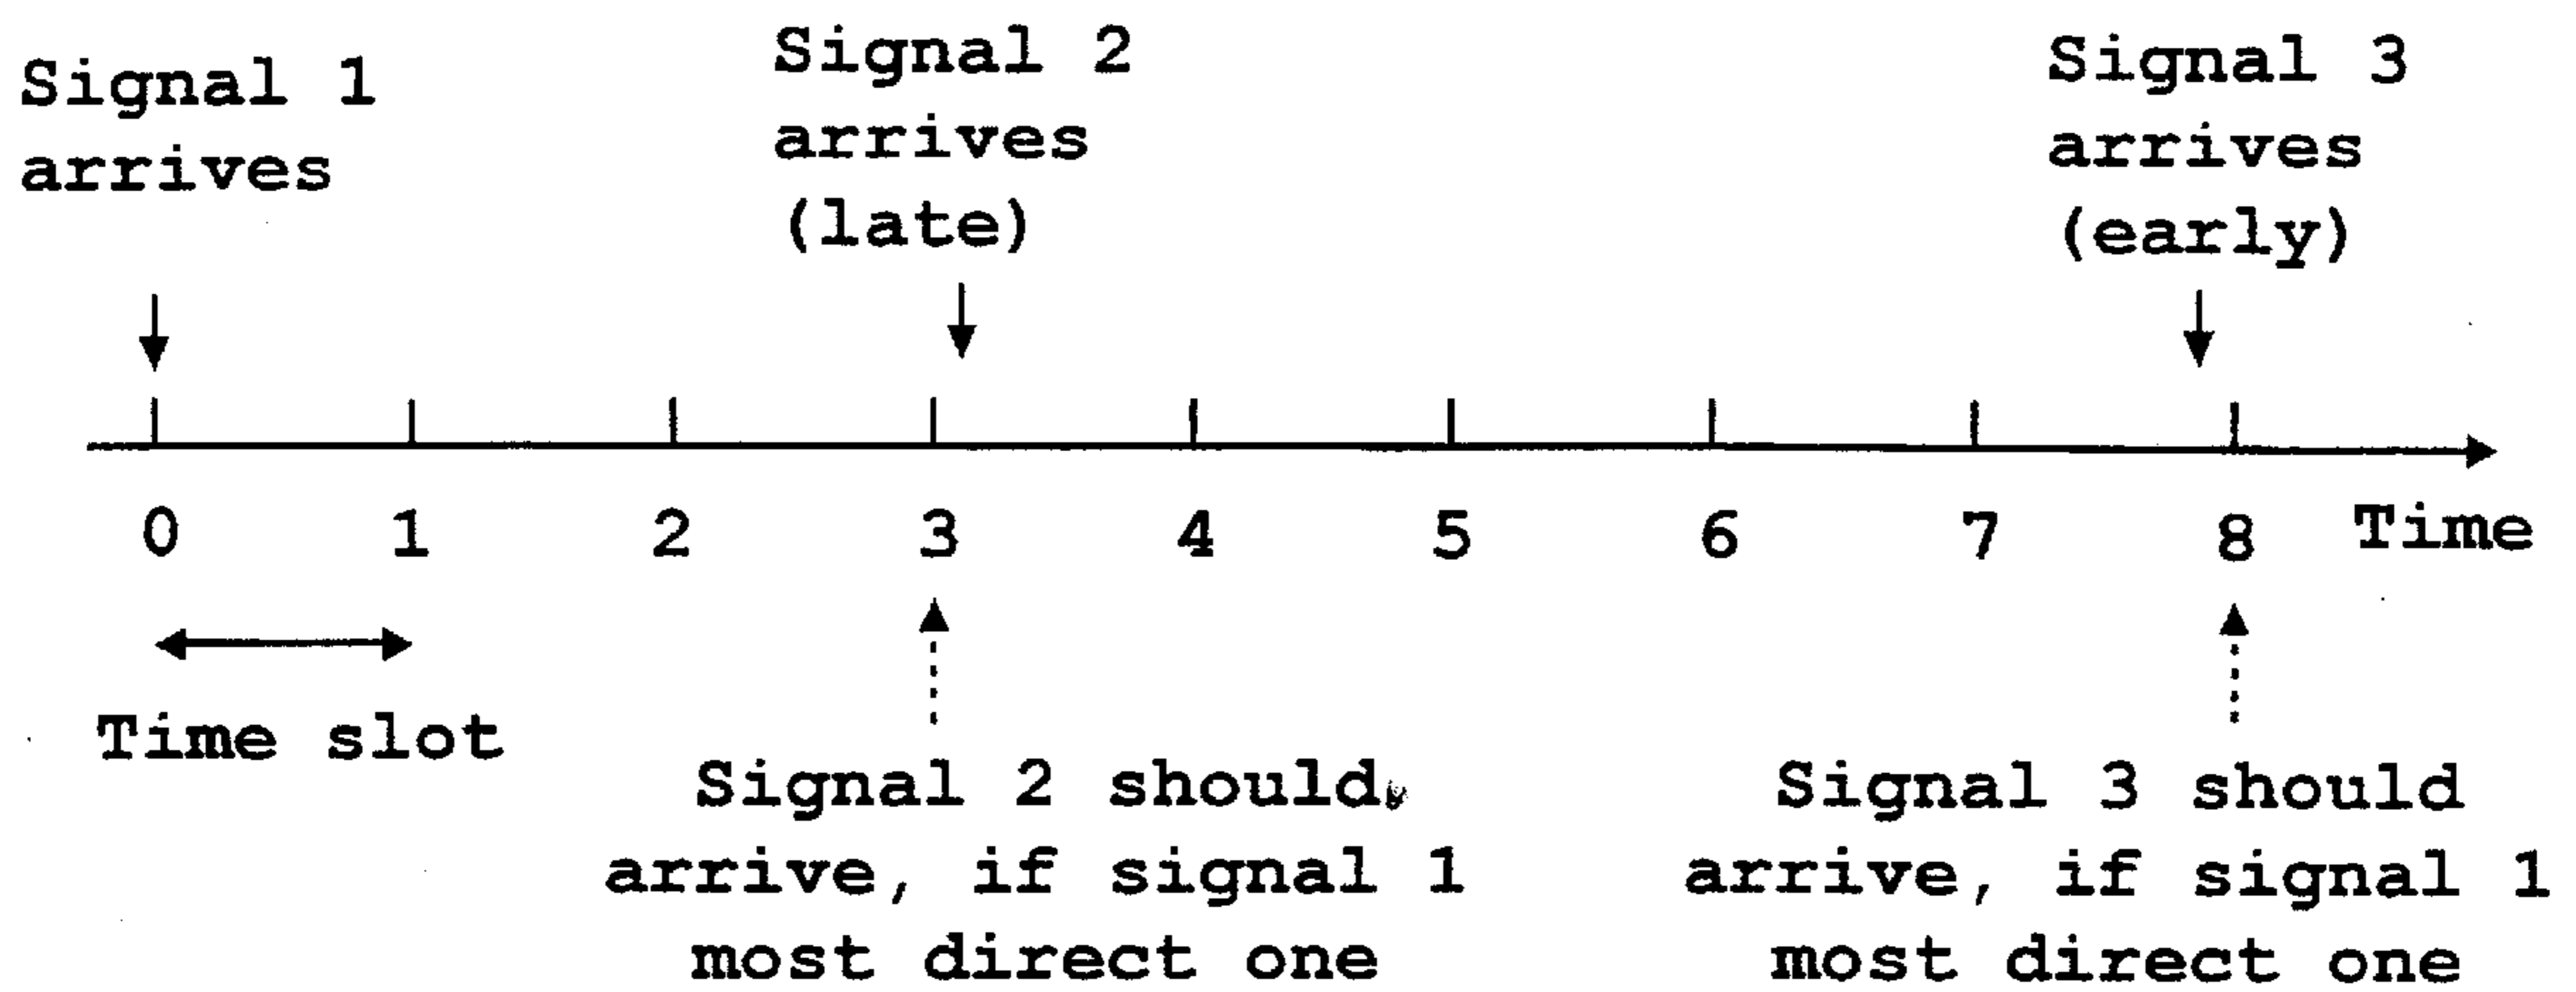 Signal 1
arrives
Signal 2
arrives
(late)
Signal 3
arrives
(early)
0 1 2 3 4 5 6 7 8 Time
Time slot
Signal 2 should
arrive, if signal 1
most direct one
Signal 3 should
arrive, if signal 1
most direct one